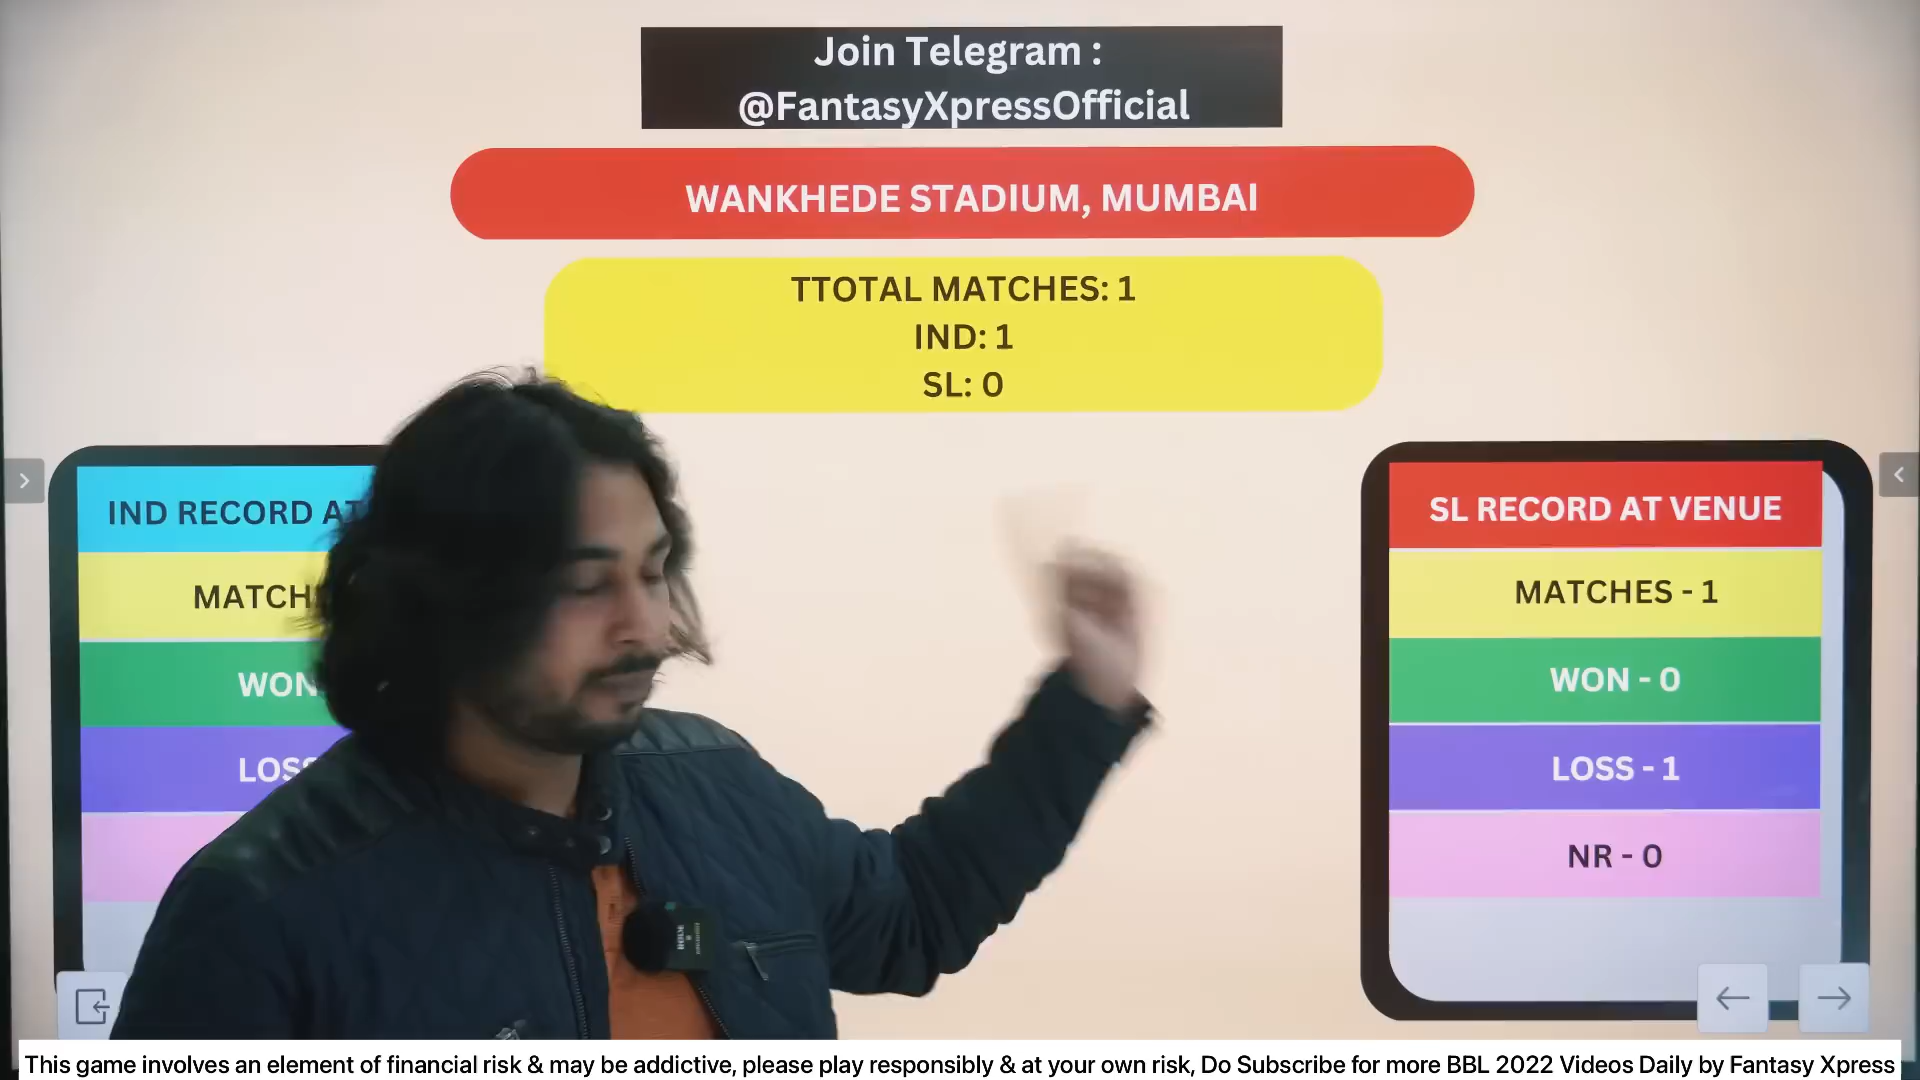 Join Telegram :
@FantasyXpressOfficial
WANKHEDE STADIUM, MUMBAI
TTOTAL MATCHES: 1
IND: 1
SL: 0
IND RECORD AT
SL RECORD AT VENUE
MATCHES - 1
WON
WON - 0
LOSS - 1
NR - 0
RODE
This game involves an element of financial risk & may be addictive, please play responsibly & at your own risk, Do Subscribe for more BBL 2022 Videos Daily by Fantasy Xpress